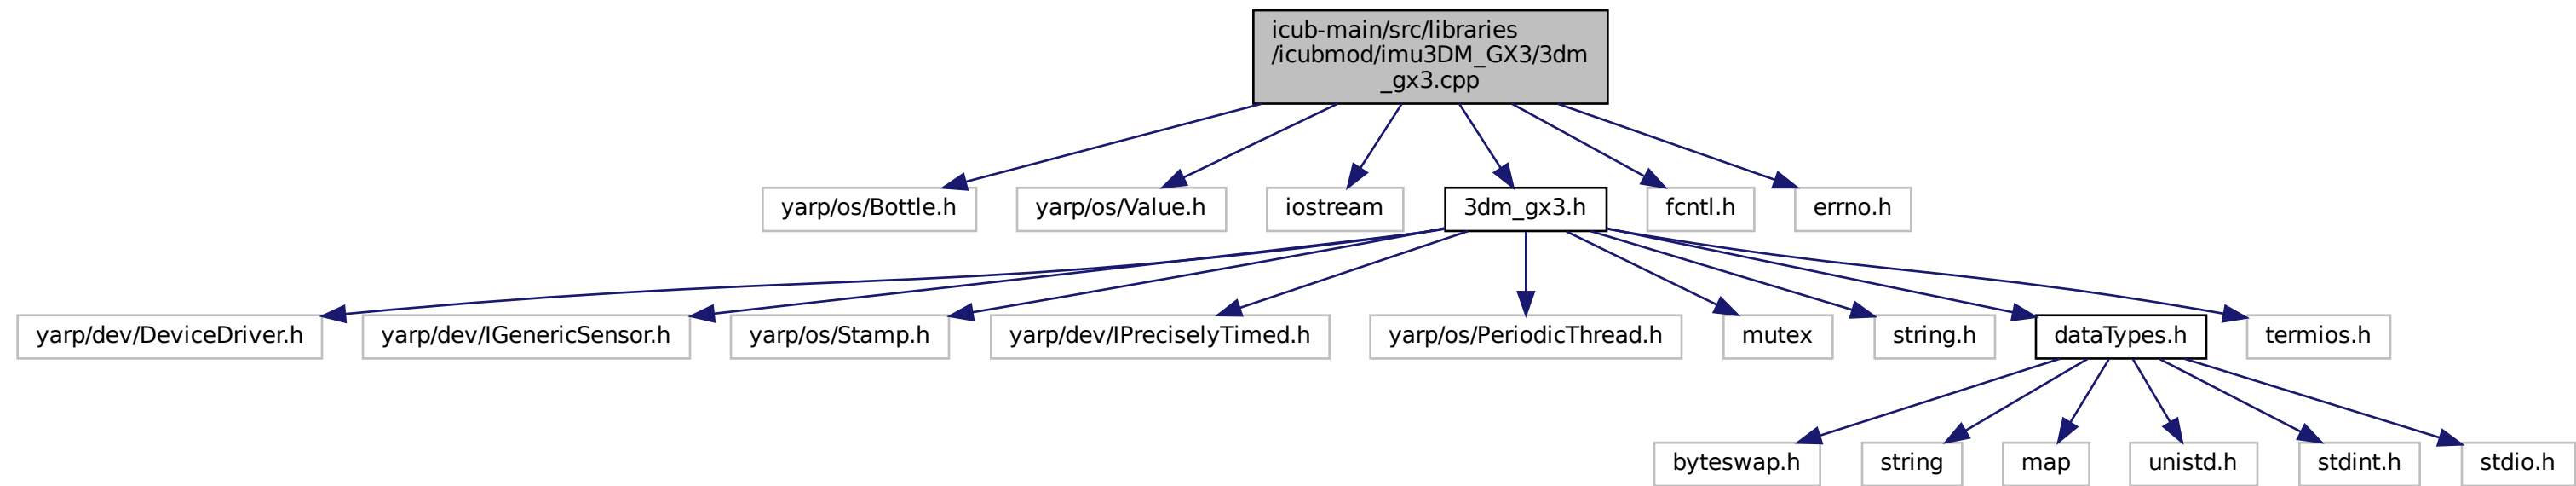 icub-main/src/libraries
/icubmod/imu3DM_GX3/3dm
_gx3.cpp
yarp/os/Bottle.h
yarp/os/Value.h
iostream
3dm_gx3.h
fcntl.h
errno.h
yarp/dev/DeviceDriver.h
yarp/dev/IGenericSensor.h
yarp/os/Stamp.h
yarp/dev/IPreciselyTimed.h
yarp/os/PeriodicThread.h
mutex
string.h
dataTypes.h
termios.h
byteswap.h
string
map
unistd.h
stdint.h
stdio.h